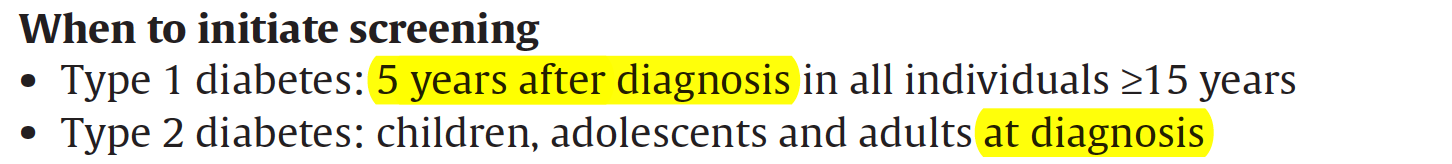 When to initiate screening
• Type 1 diabetes: 5 years after diagnosis in all individuals ≥15 years
• Type 2 diabetes: children, adolescents and adults at diagnosis